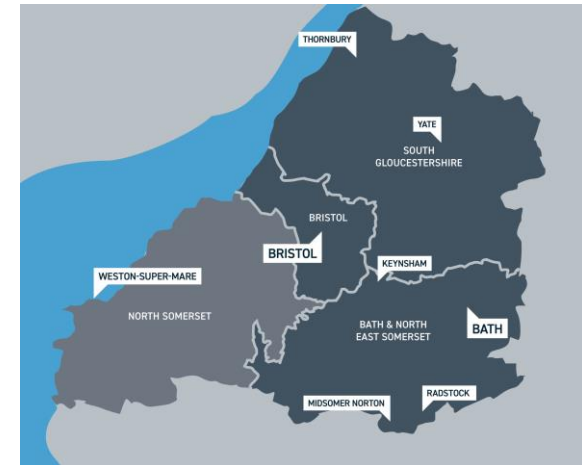 THORNBURY
YATE
SOUTH
GLOUCESTERSHIRE
BRISTOL
BRISTOL
KEYNSHAM
WESTON-SUPER-MARE
NORTH SOMERSET
BATH & NORTH
EAST SOMERSET
BATH
MIDSOMER NORTON
RADSTOCK